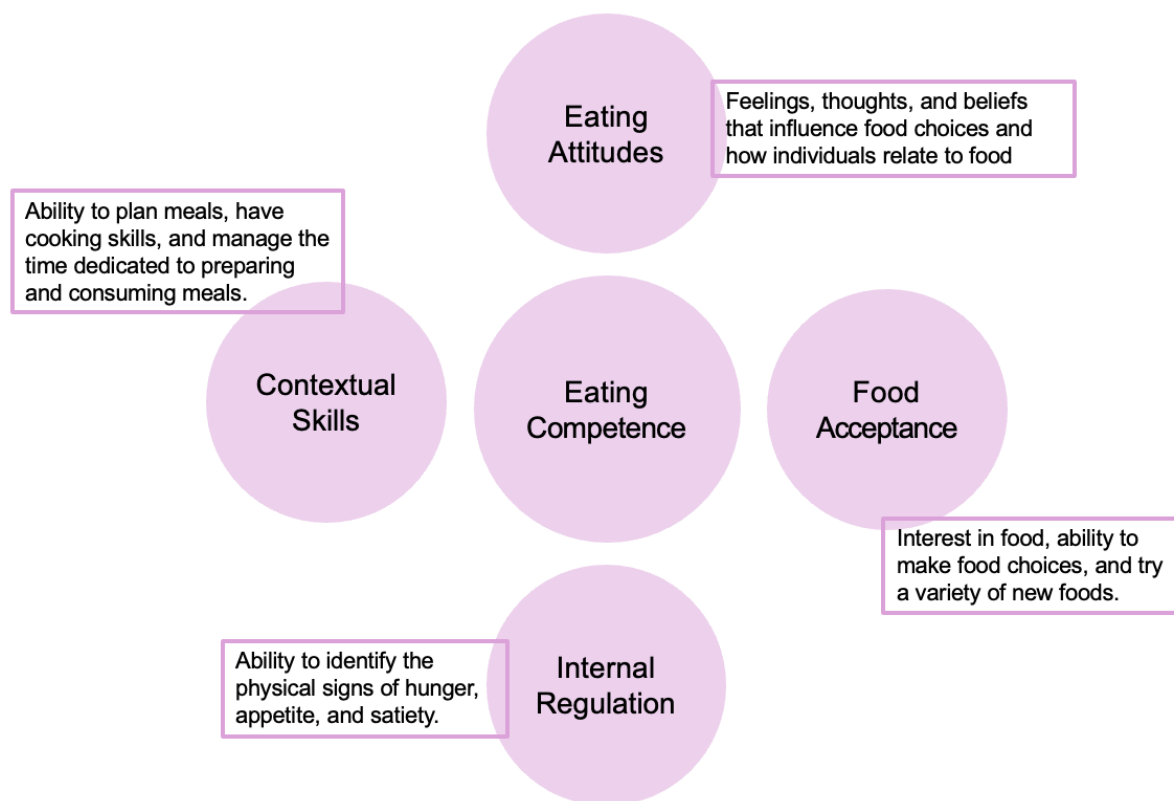 Eating
Attitudes
Feelings, thoughts, and beliefs
that influence food choices and
how individuals relate to food
Ability to plan meals, have
cooking skills, and manage the
time dedicated to preparing
and consuming meals.
Contextual
Skills
Eating
Competence
Food
Acceptance
Interest in food, ability to
make food choices, and try
a variety of new foods.
Ability to identify the
physical signs of hunger,
appetite, and satiety.
Internal
Regulation